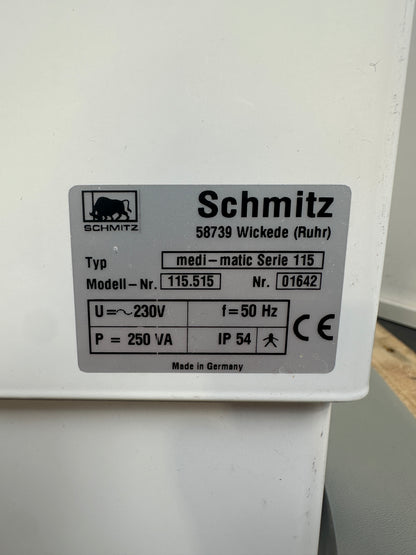 SCHMITZ
Schmitz
58739 Wickede (Ruhr)
Typ medi-matic Serie 115
Modell-Nr. 115.515 Nr. 01642
U=~230V f=50 Hz
P = 250 VA IP 54
CE
Made in Germany